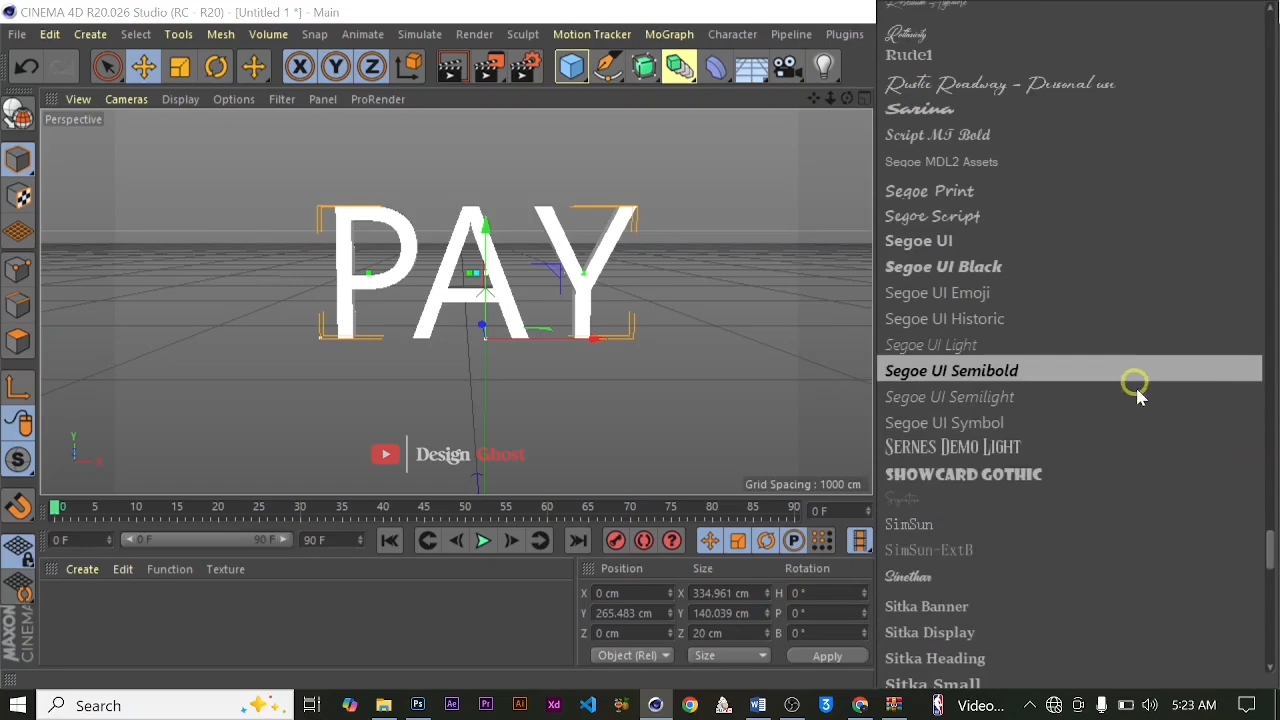 CINEMA 4D R20.026 Studio (RC - R20) - [Untitled 1 *] - Main
File Edit Create Select Tools Mesh Volume Snap Animate Simulate Render Sculpt Motion Tracker MoGraph Character Pipeline Plugins
View Cameras Display Options Filter Panel ProRender
Perspective
PAY
Design Ghost
Grid Spacing : 1000 cm
Y
X
0 5 10 15 20 25 30 35 40 45 50 55 60 65 70 75 80 85 90 0 F
0 F 0 F 90 F 90 F
Create Edit Function Texture
Position Size Rotation
X 0 cm X 334.961 cm H 0 °
Y 265.483 cm Y 140.039 cm P 0 °
Z 0 cm Z 20 cm B 0 °
Object (Rel) Size Apply
MAXON
CINEMA
Rude1
Rustic Roadway - Personal use
Sarina
Script MT Bold
Segoe MDL2 Assets
Segoe Print
Segoe Script
Segoe UI
Segoe UI Black
Segoe UI Emoji
Segoe UI Historic
Segoe UI Light
Segoe UI Semibold
Segoe UI Semilight
Segoe UI Symbol
Sernes Demo Light
SHOWCARD GOTHIC
SimSun
SimSun-ExtB
Sinethar
Sitka Banner
Sitka Display
Sitka Heading
Sitka Small
Search
Video...
5:23 AM